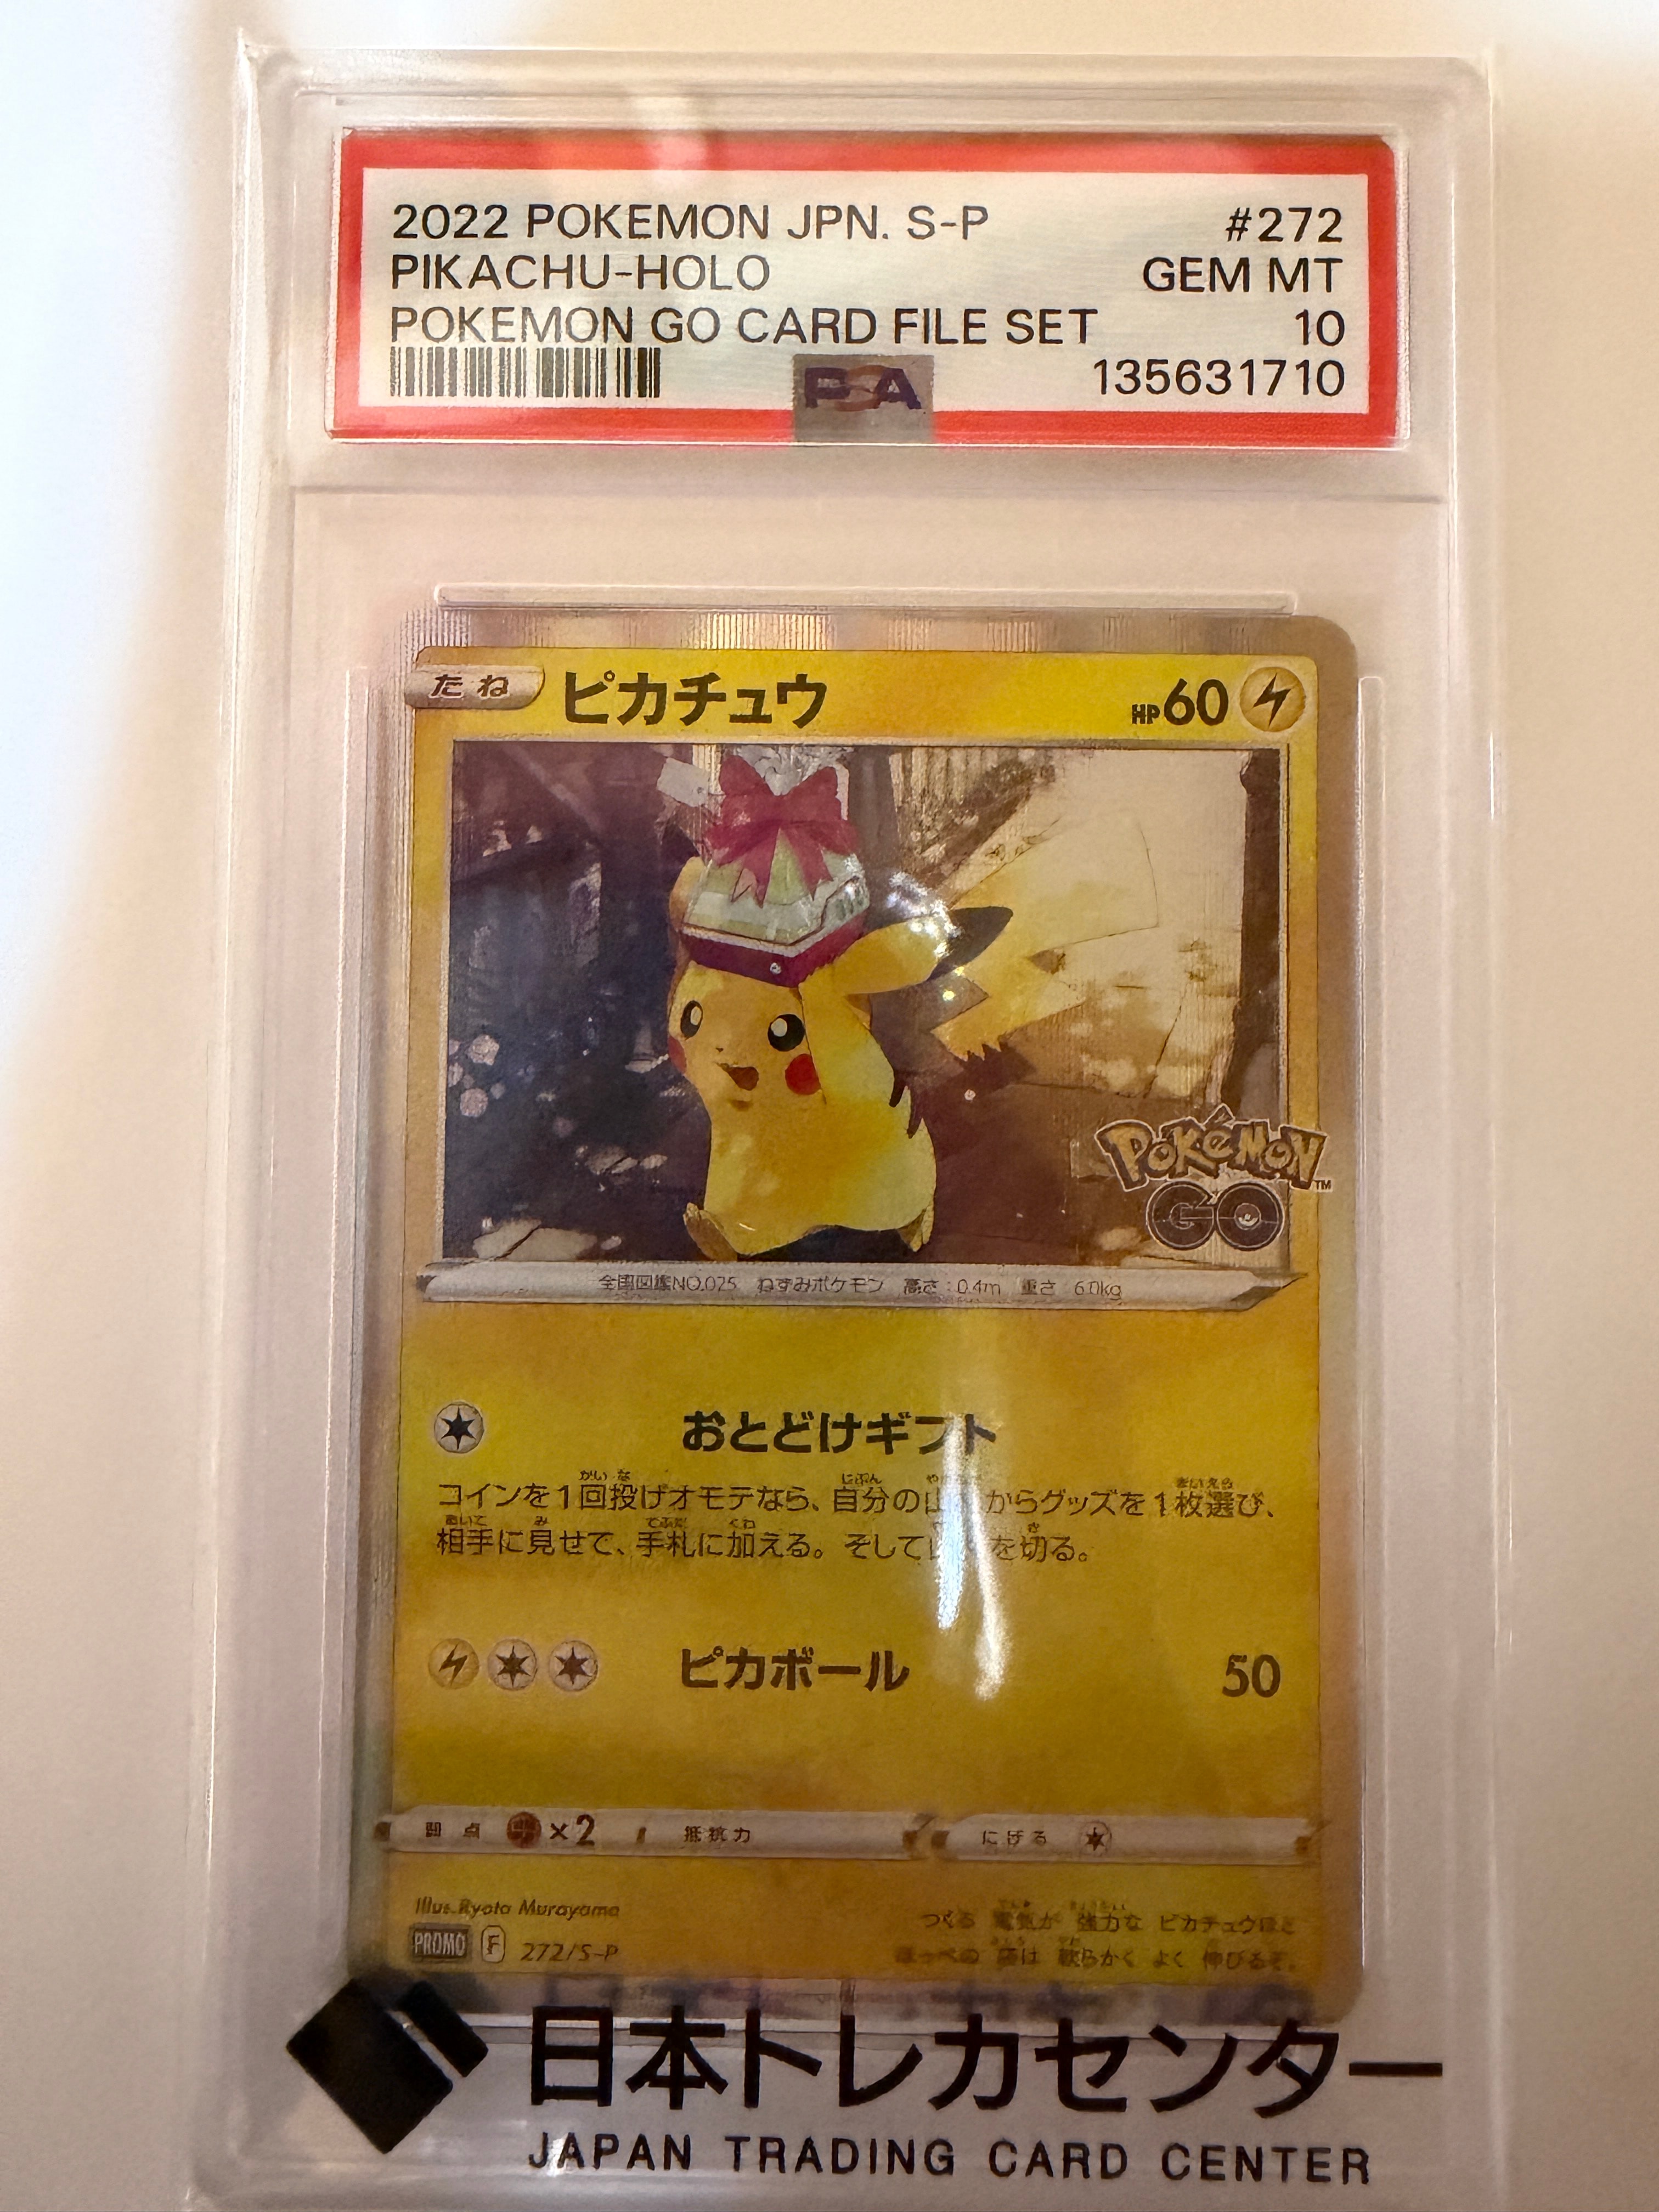 2022 POKEMON JPN. S-P #272
PIKACHU-HOLO GEM MT
POKEMON GO CARD FILE SET 10
PSA 135631710
たね ピカチュウ HP60
POKéMON™
GO
全国図鑑NO.025 ねずみポケモン 高さ:0.4m 重さ 6.0kg
おとどけギフト
コインを1回投げオモテなら、自分の からグッズを1枚選び、
相手に見せて、手札に加える。そして を切る。
ピカボール 50
弱点 ×2 抵抗力 にげる
Illus. Ryota Murayama
つくる 電気が 強力な ピカチュウほど
PROMO F 272/S-P
ほっぺの は 軟らかく よく 伸びるぞ。
日本トレカセンター
JAPAN TRADING CARD CENTER